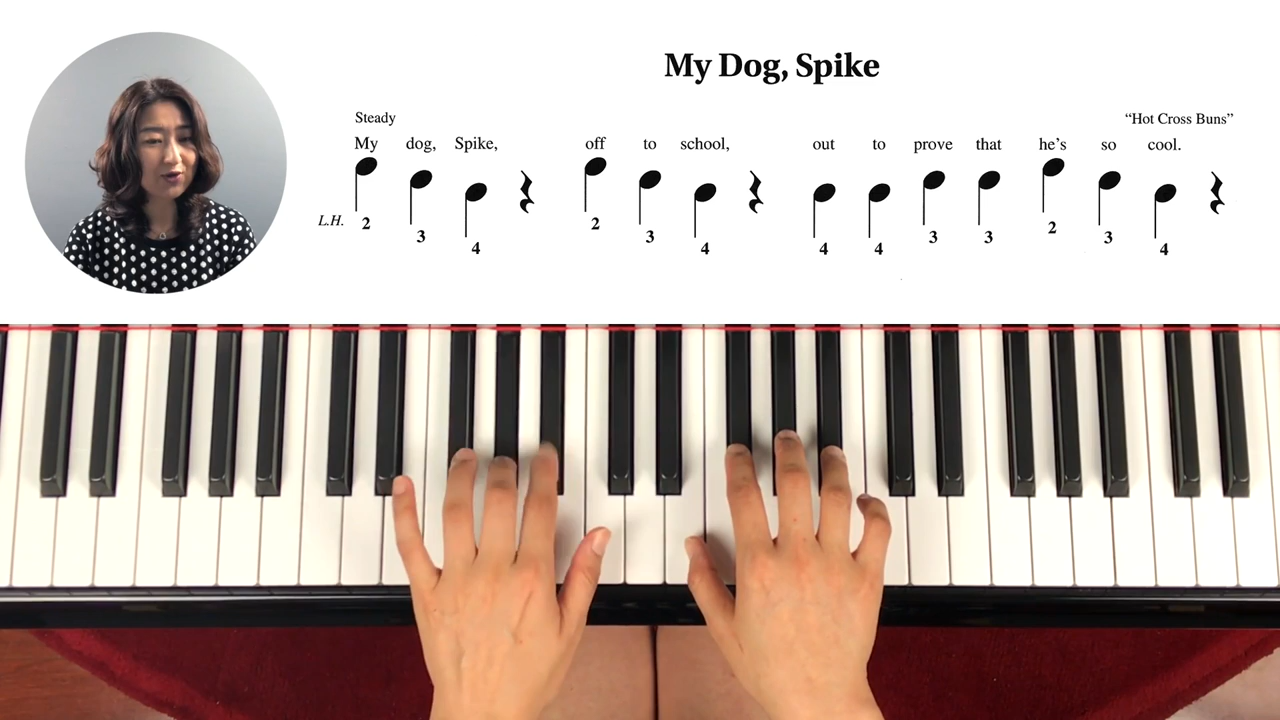 My Dog, Spike
Steady “Hot Cross Buns”
My dog, Spike, off to school, out to prove that he's so cool.
L.H. 2 3 4 2 3 4 4 4 3 3 2 3 4